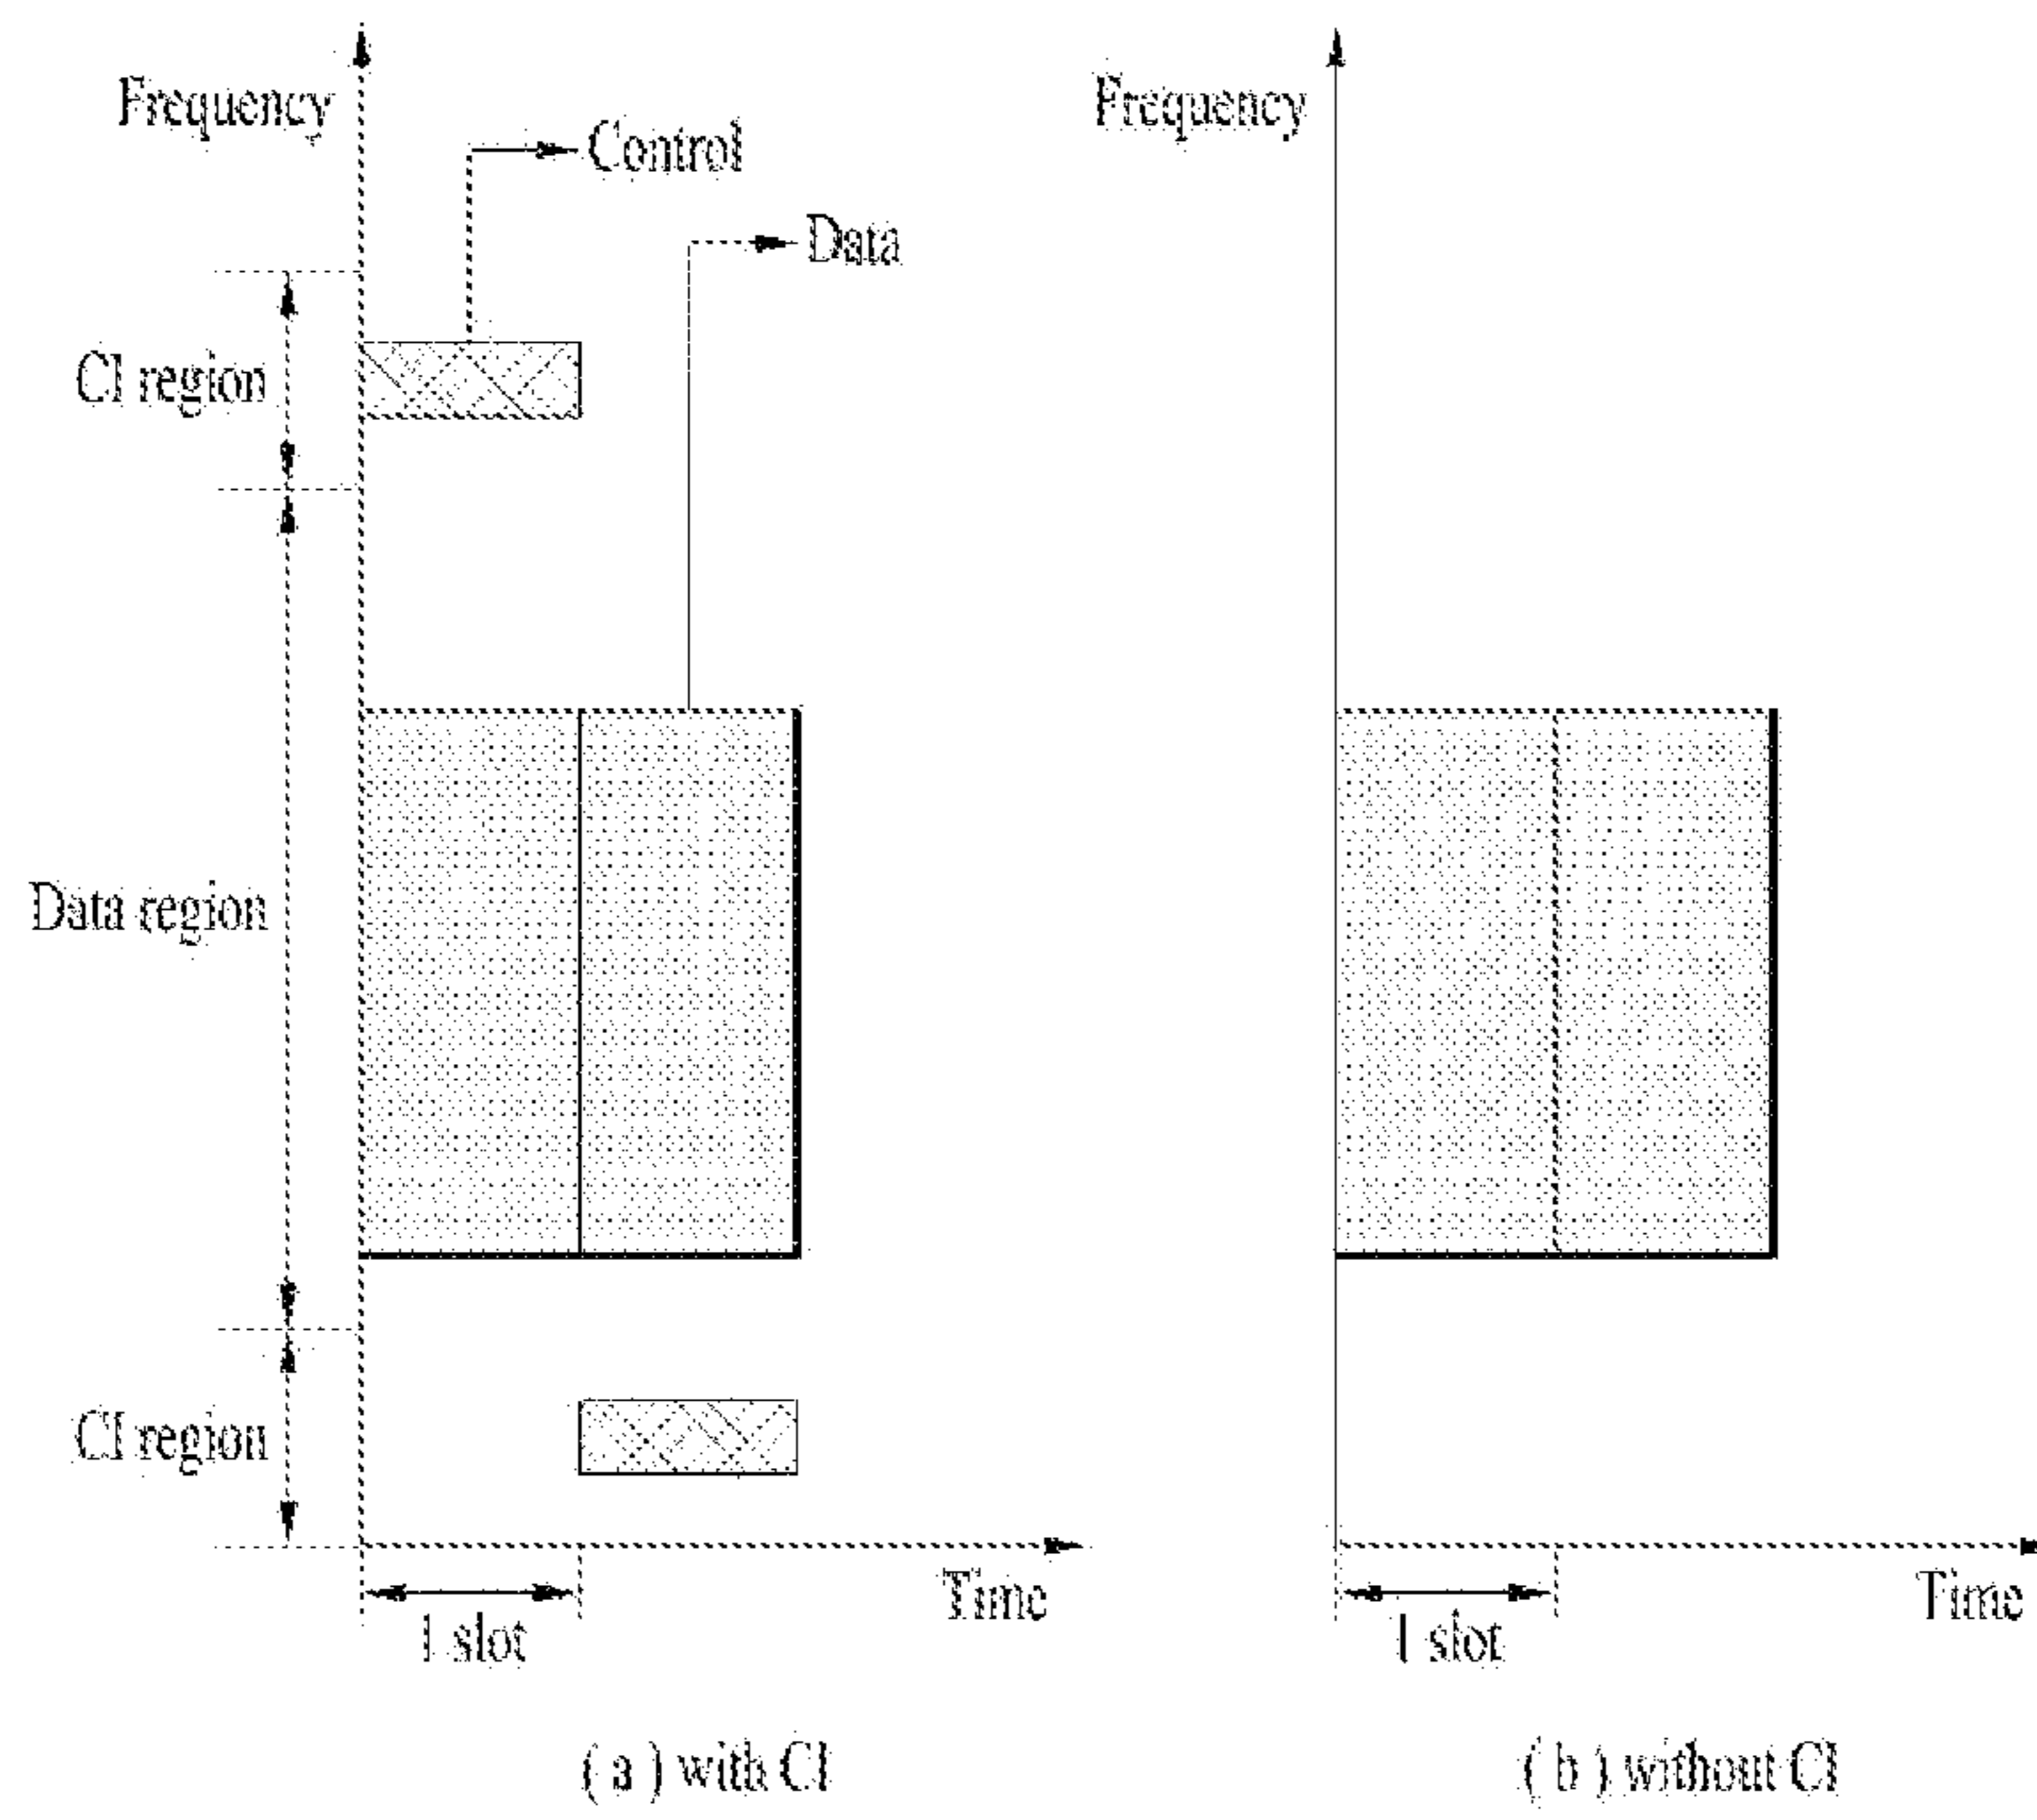 Frequency
Control
Data
CI region
Data region
CI region
Time
1 slot
( a ) with CI
Frequency
Time
1 slot
( b ) without CI